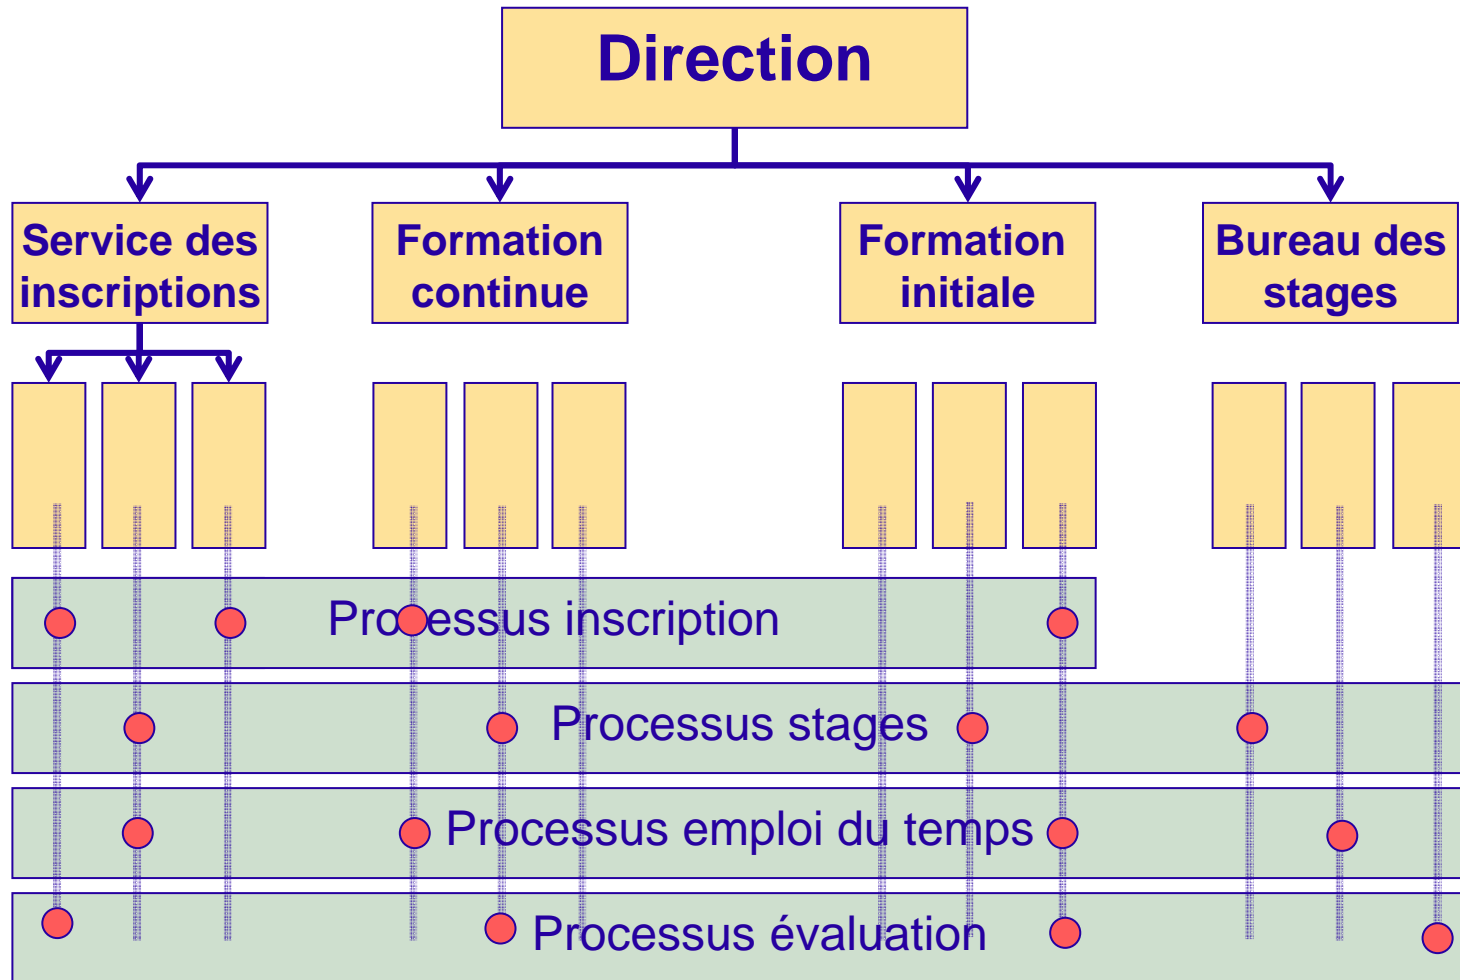 Direction
Service des
inscriptions
Formation
continue
Formation
initiale
Bureau des
stages
Processus inscription
Processus stages
Processus emploi du temps
Processus évaluation